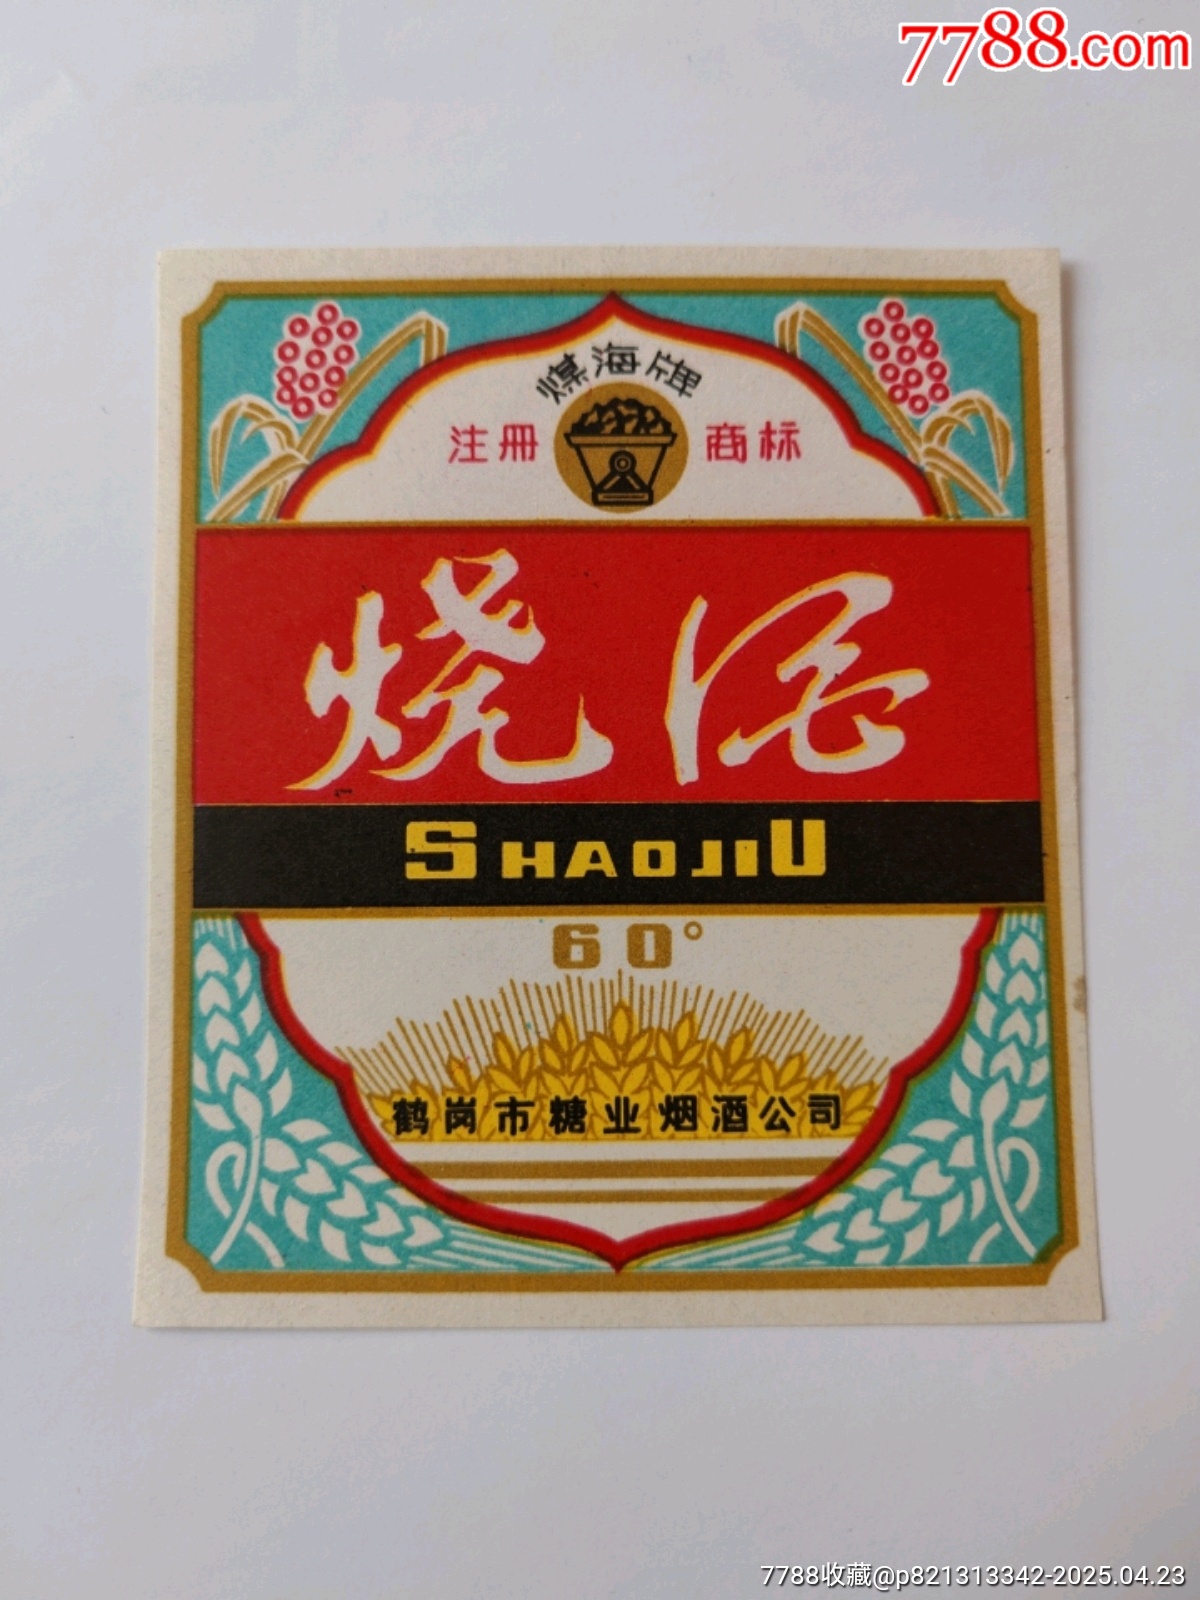 7788.com
煤海牌
注册 商标
烧酒
SHAOJIU
60°
鹤岗市糖业烟酒公司
7788收藏@p821313342-2025.04.23